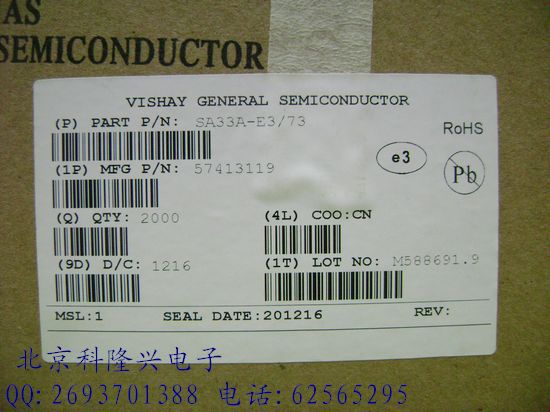 AS
SEMICONDUCTOR
VISHAY GENERAL SEMICONDUCTOR
(P) PART P/N: SA33A-E3/73
RoHS
(1P) MFG P/N: 57413119
e3
Pb
(Q) QTY: 2000
(4L) COO:CN
(9D) D/C: 1216
(1T) LOT NO: M588691.9
MSL:1 SEAL DATE:201216 REV:
北京科隆兴电子
QQ:2693701388 电话:62565295